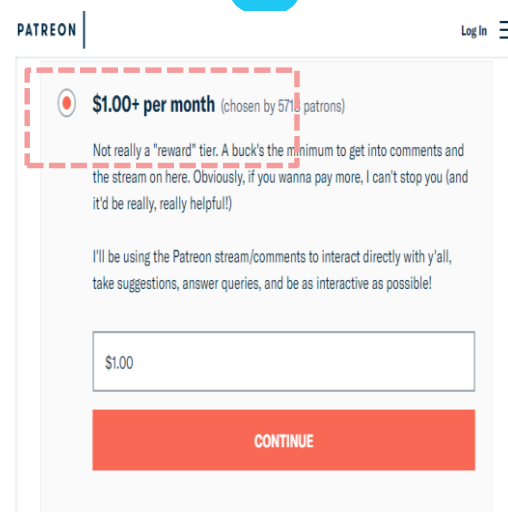 PATREON
Log In
$1.00+ per month (chosen by patrons)
Not really a "reward" tier. A buck's the minimum to get into comments and
the stream on here. Obviously, if you wanna pay more, I can't stop you (and
it'd be really, really helpful!)
I'll be using the Patreon stream/comments to interact directly with y'all,
take suggestions, answer queries, and be as interactive as possible!
$1.00
CONTINUE